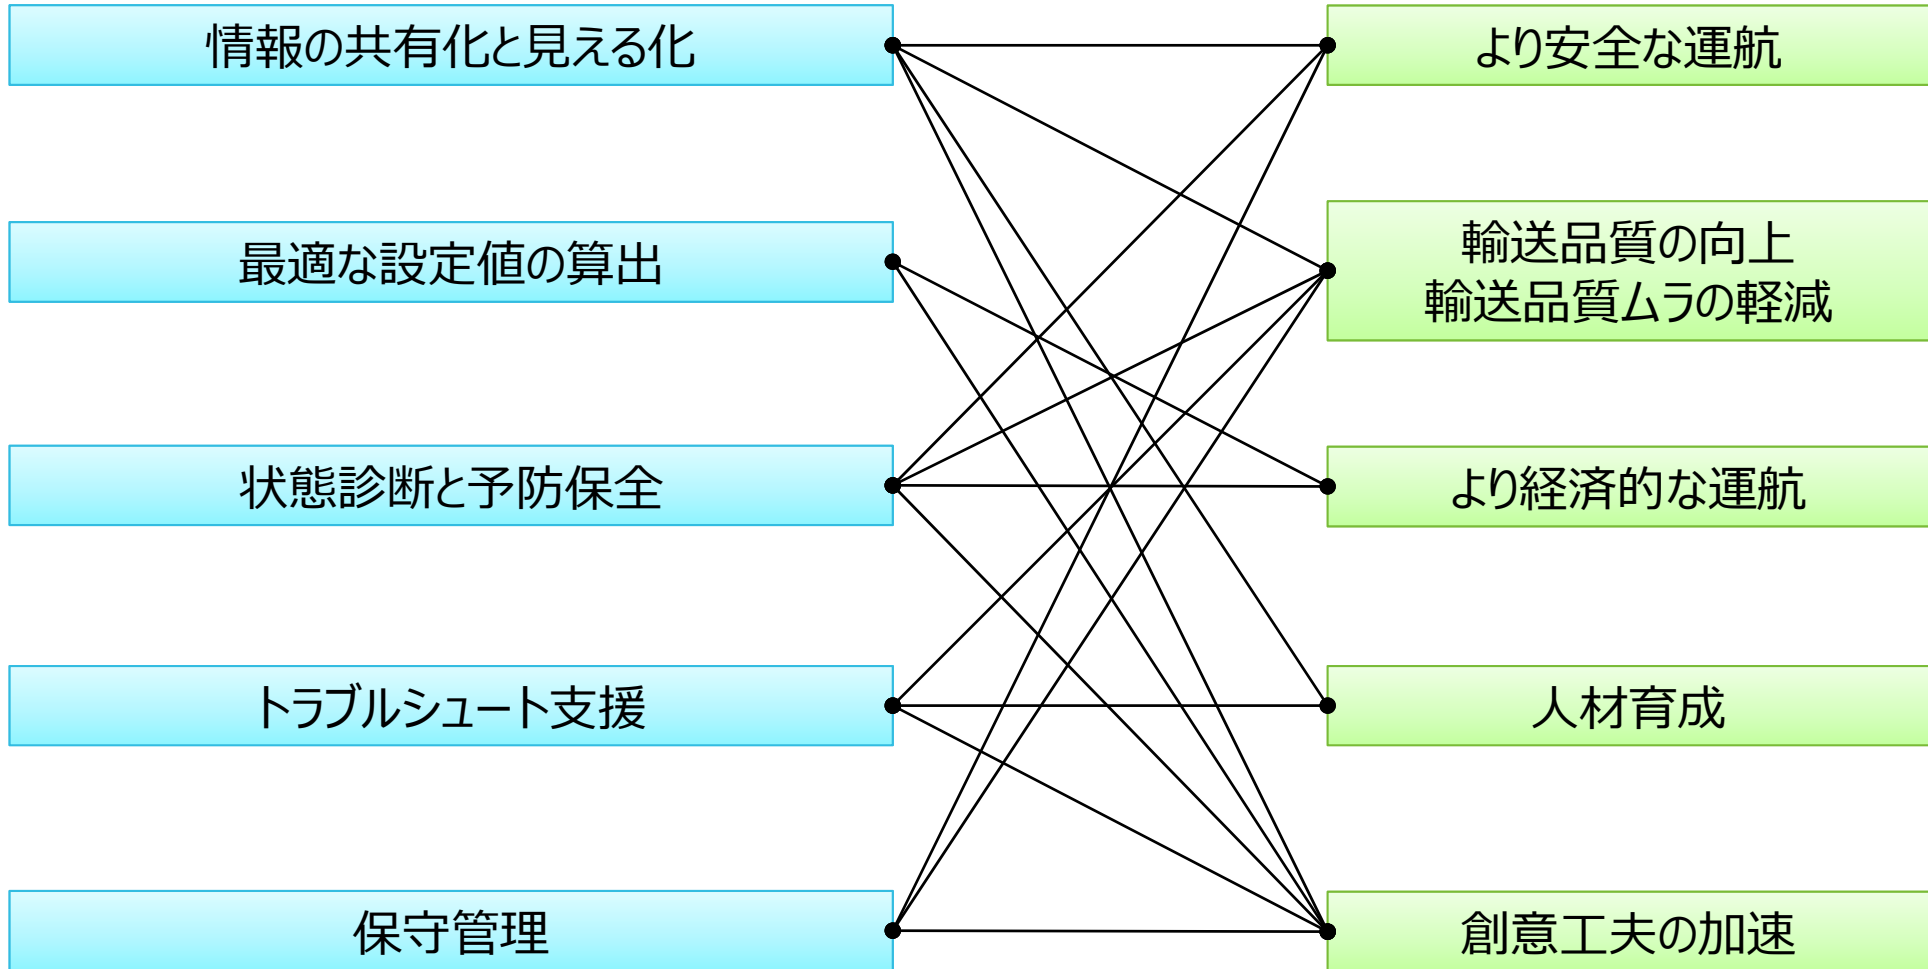 情報の共有化と見える化
より安全な運航
最適な設定値の算出
輸送品質の向上
輸送品質ムラの軽減
状態診断と予防保全
より経済的な運航
トラブルシュート支援
人材育成
保守管理
創意工夫の加速